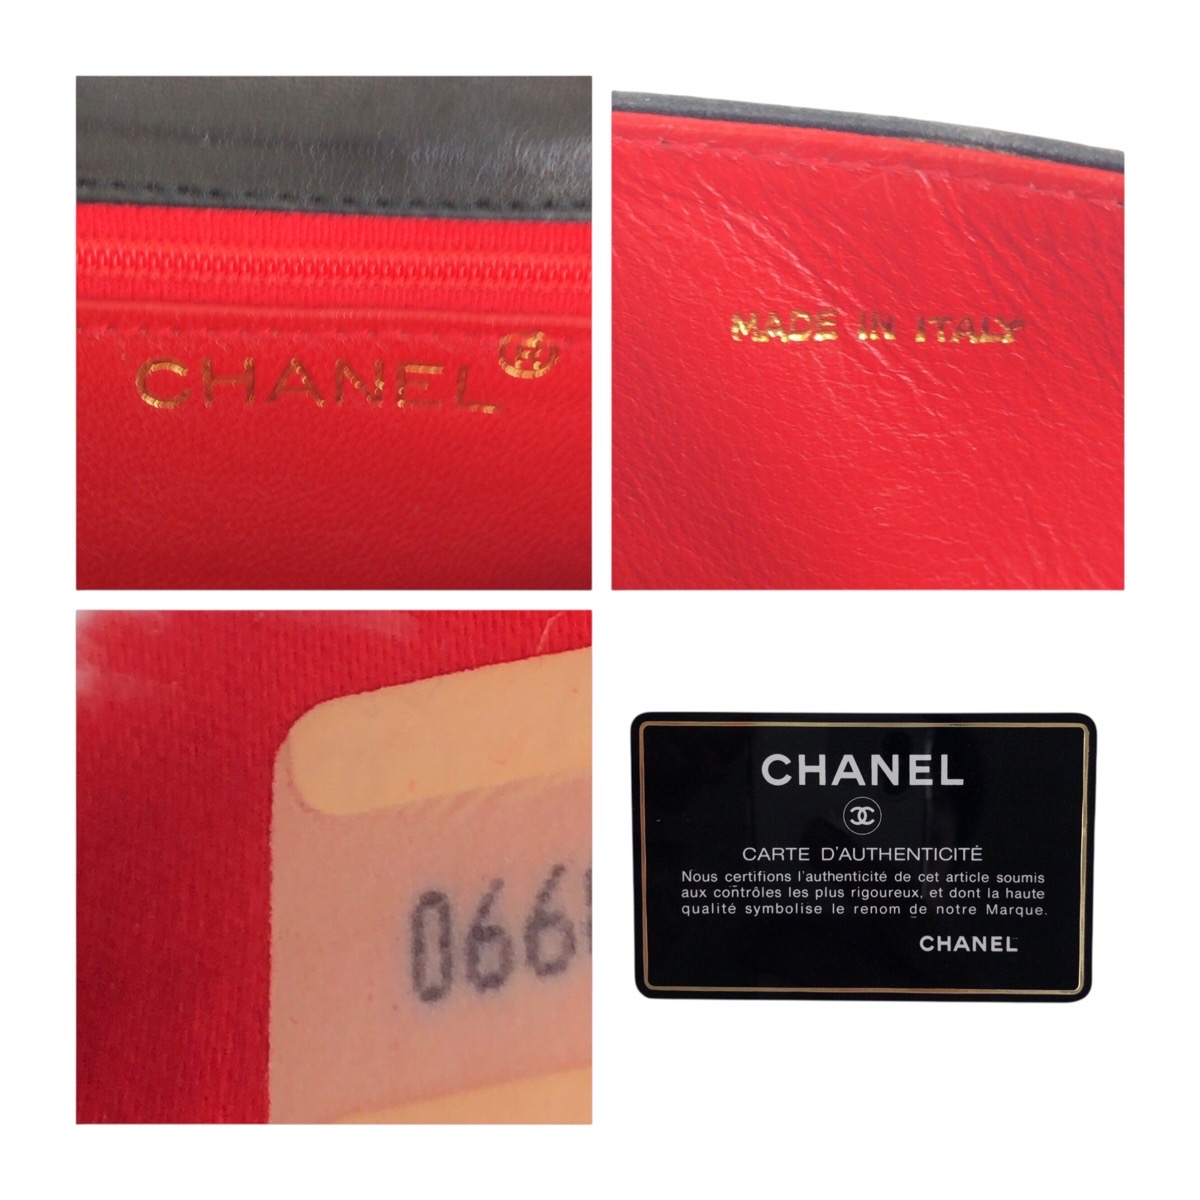 CHANEL
MADE IN ITALY
CHANEL
CARTE D'AUTHENTICITÉ
Nous certifions l'authenticité de cet article soumis
aux contrôles les plus rigoureux, et dont la haute
qualité symbolise le renom de notre Marque.
CHANEL